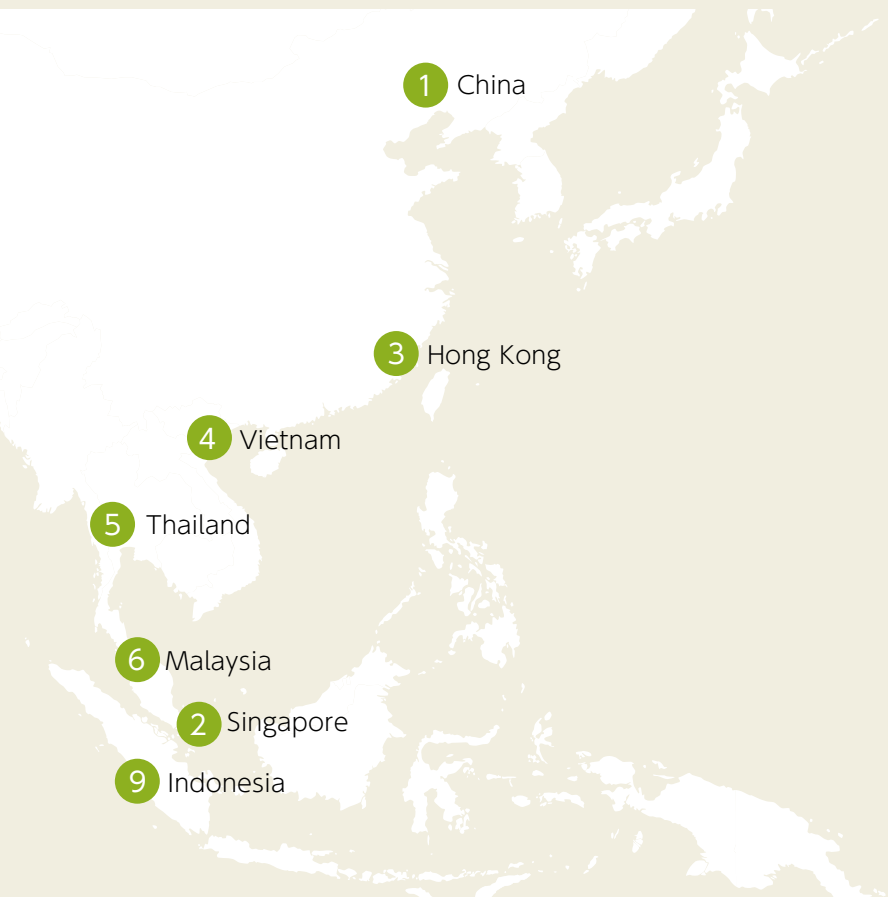 1 China
3 Hong Kong
4 Vietnam
5 Thailand
6 Malaysia
2 Singapore
9 Indonesia